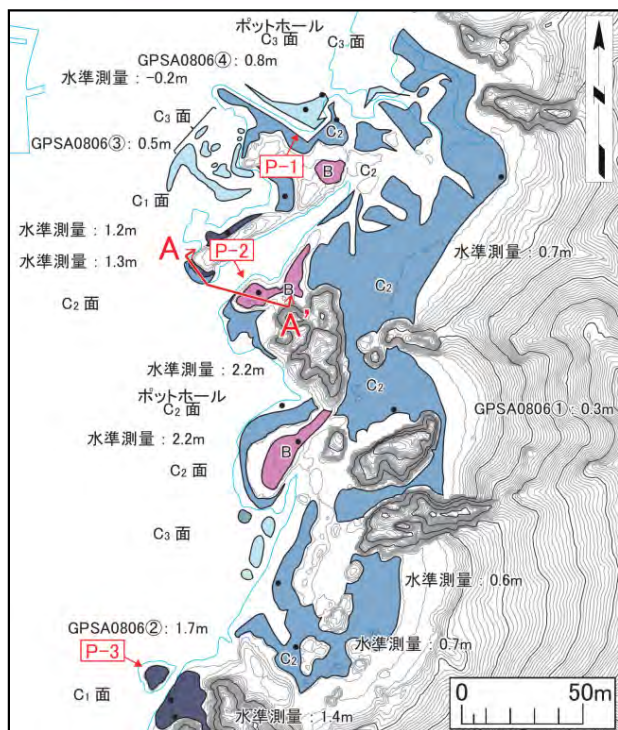 ポットホール
C₃ 面
C₃ 面
GPSA0806④: 0.8m
水準測量 : −0.2m
C₃ 面
GPSA0806③: 0.5m
C₂
P-1
B
C₂
C₁ 面
水準測量 : 1.2m
A
P-2
水準測量 : 1.3m
水準測量 : 0.7m
C₂
C₂ 面
B
A'
水準測量 : 2.2m
C₂
ポットホール
C₂ 面
GPSA0806①: 0.3m
水準測量 : 2.2m
B
C₂ 面
C₃ 面
水準測量 : 0.6m
GPSA0806②: 1.7m
水準測量 : 0.7m
P-3
C₂
C₁ 面
水準測量 : 1.4m
0
50m